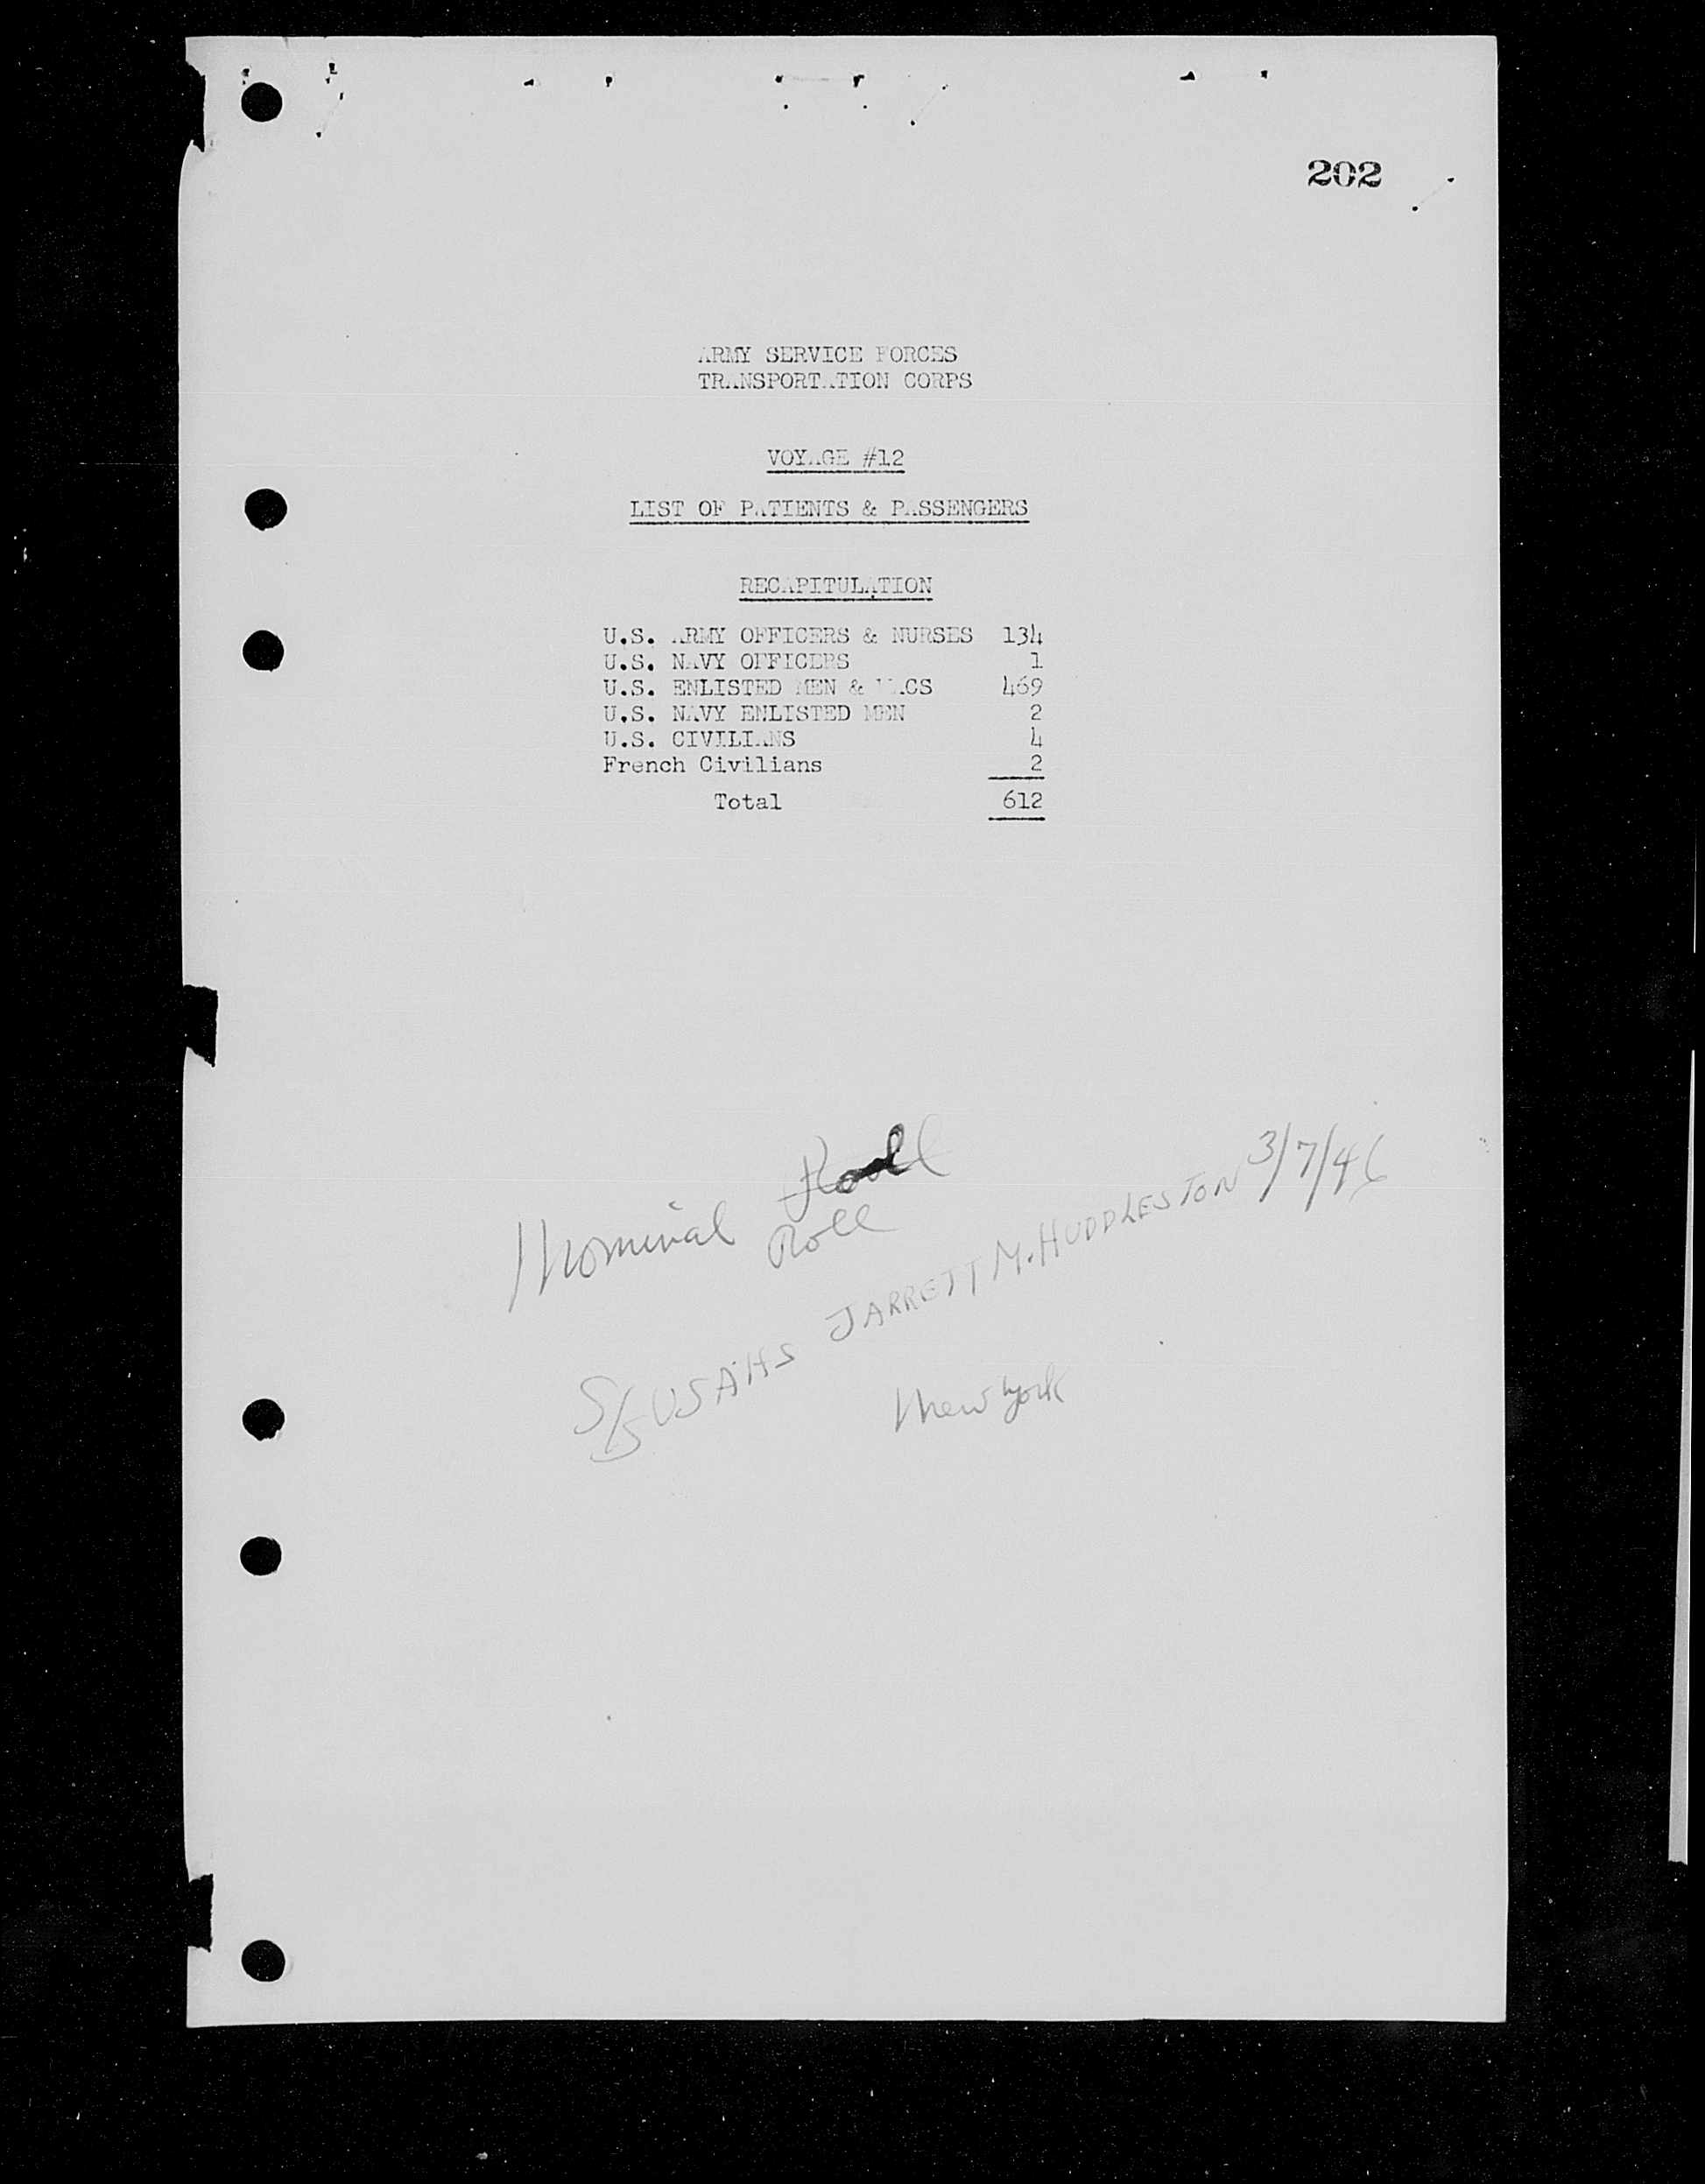 202
ARMY SERVICE FORCES
TRANSPORTATION CORPS
VOYAGE #12
LIST OF PATIENTS & PASSENGERS
RECAPITULATION
U.S. ARMY OFFICERS & NURSES 134
U.S. NAVY OFFICERS 1
U.S. ENLISTED MEN & WACS 469
U.S. NAVY ENLISTED MEN 2
U.S. CIVILIANS 4
French Civilians 2
Total 612
Nominal
Roll
S/S USAHS JARRETT M. HUDDLESTON 3/7/46
New York